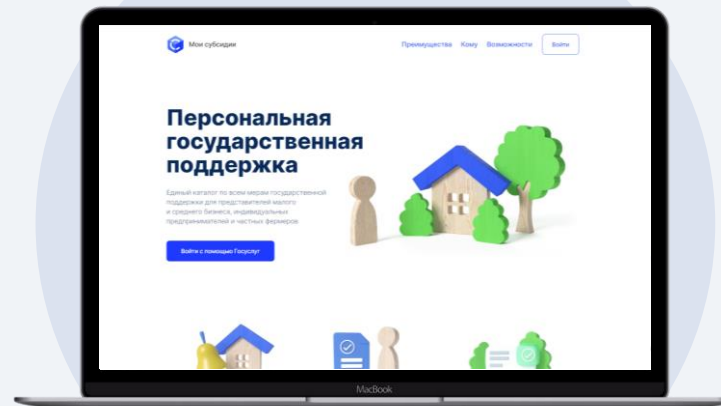 Мои субсидии
Преимущества Кому Возможности Войти
Персональная
государственная
поддержка
Единый каталог по всем мерам государственной
поддержки для представителей малого
и среднего бизнеса, индивидуальных
предпринимателей и частных фермеров
Войти с помощью Госуслуг
MacBook